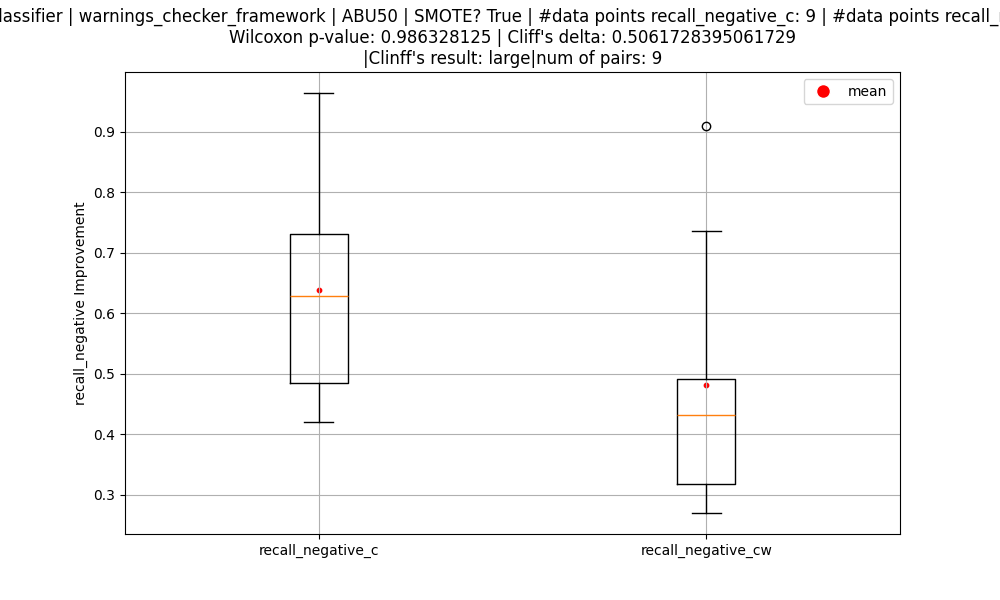 lassifier | warnings_checker_framework | ABU50 | SMOTE? True | #data points recall_negative_c: 9 | #data points recall_
Wilcoxon p-value: 0.986328125 | Cliff's delta: 0.5061728395061729
|Clinff's result: large|num of pairs: 9
mean
0.9
0.8
0.7
0.6
0.5
0.4
0.3
recall_negative Improvement
recall_negative_c
recall_negative_cw